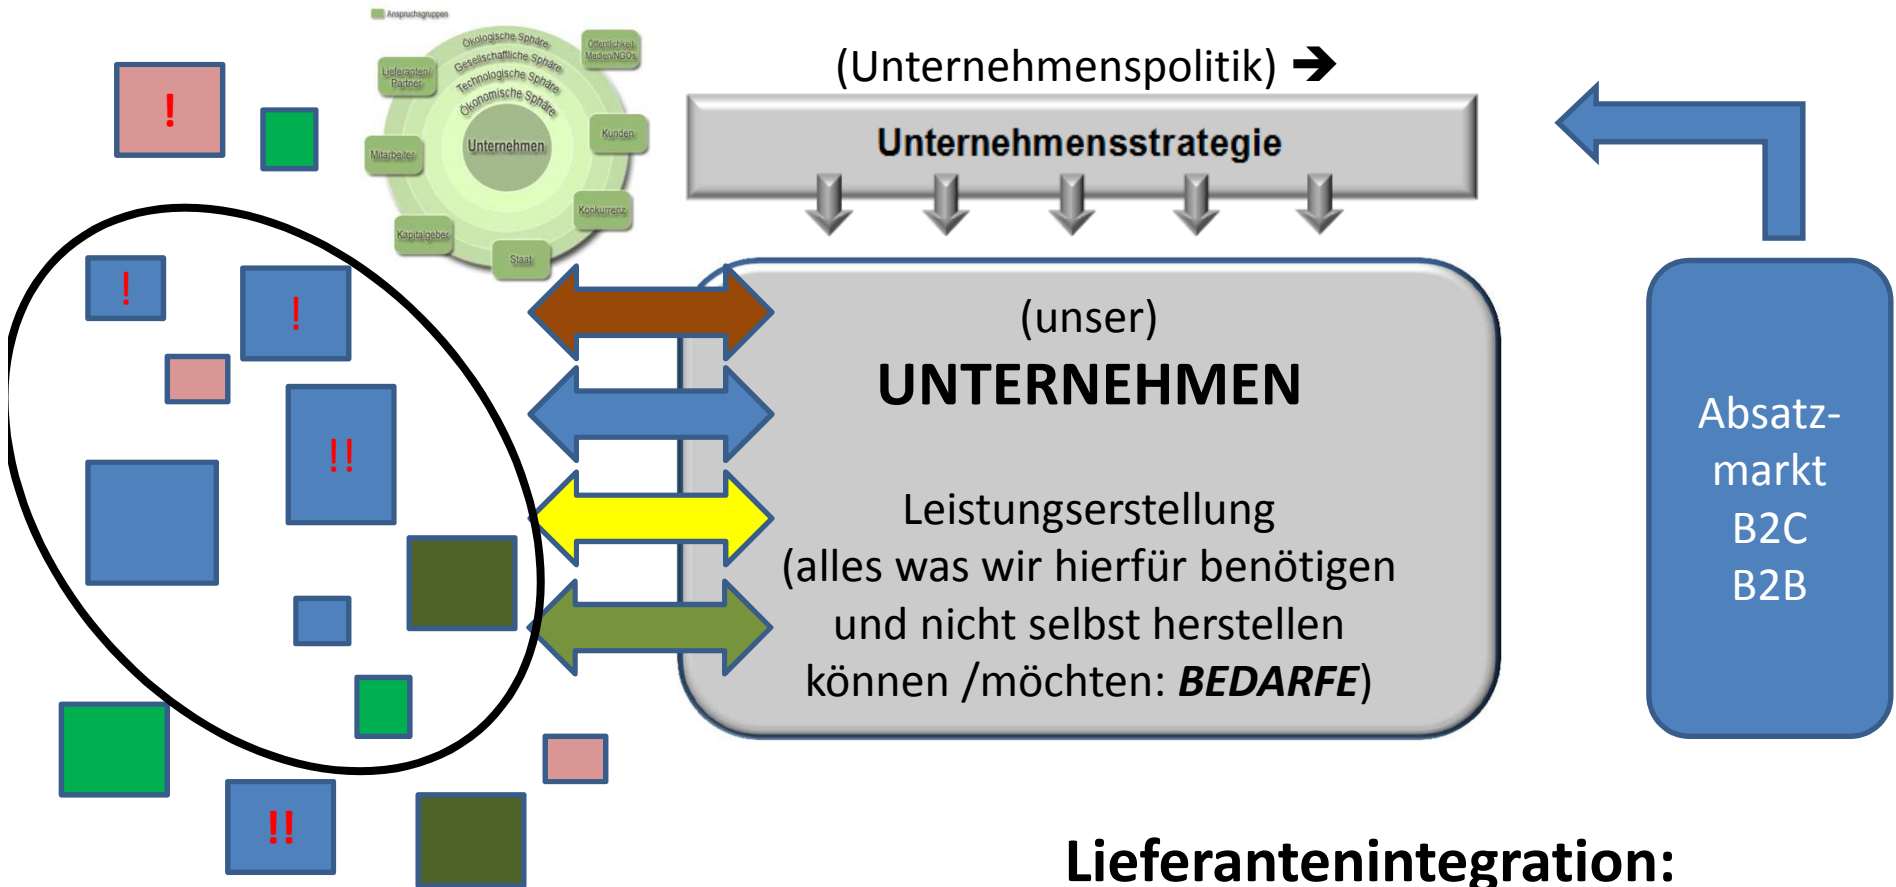 Anspruchsgruppen
Ökologische Sphäre
Gesellschaftliche Sphäre
Technologische Sphäre
Ökonomische Sphäre
Unternehmen
Öffentlichkeit
Medien/NGOs
Lieferanten/
Partner
Kunden
Mitarbeiter
Konkurrenz
Kapitalgeber
Staat
(Unternehmenspolitik) ➔
Unternehmensstrategie
!
!
!
!!
!!
(unser)
UNTERNEHMEN
Leistungserstellung
(alles was wir hierfür benötigen
und nicht selbst herstellen
können /möchten: BEDARFE)
Absatz-
markt
B2C
B2B
Lieferantenintegration: